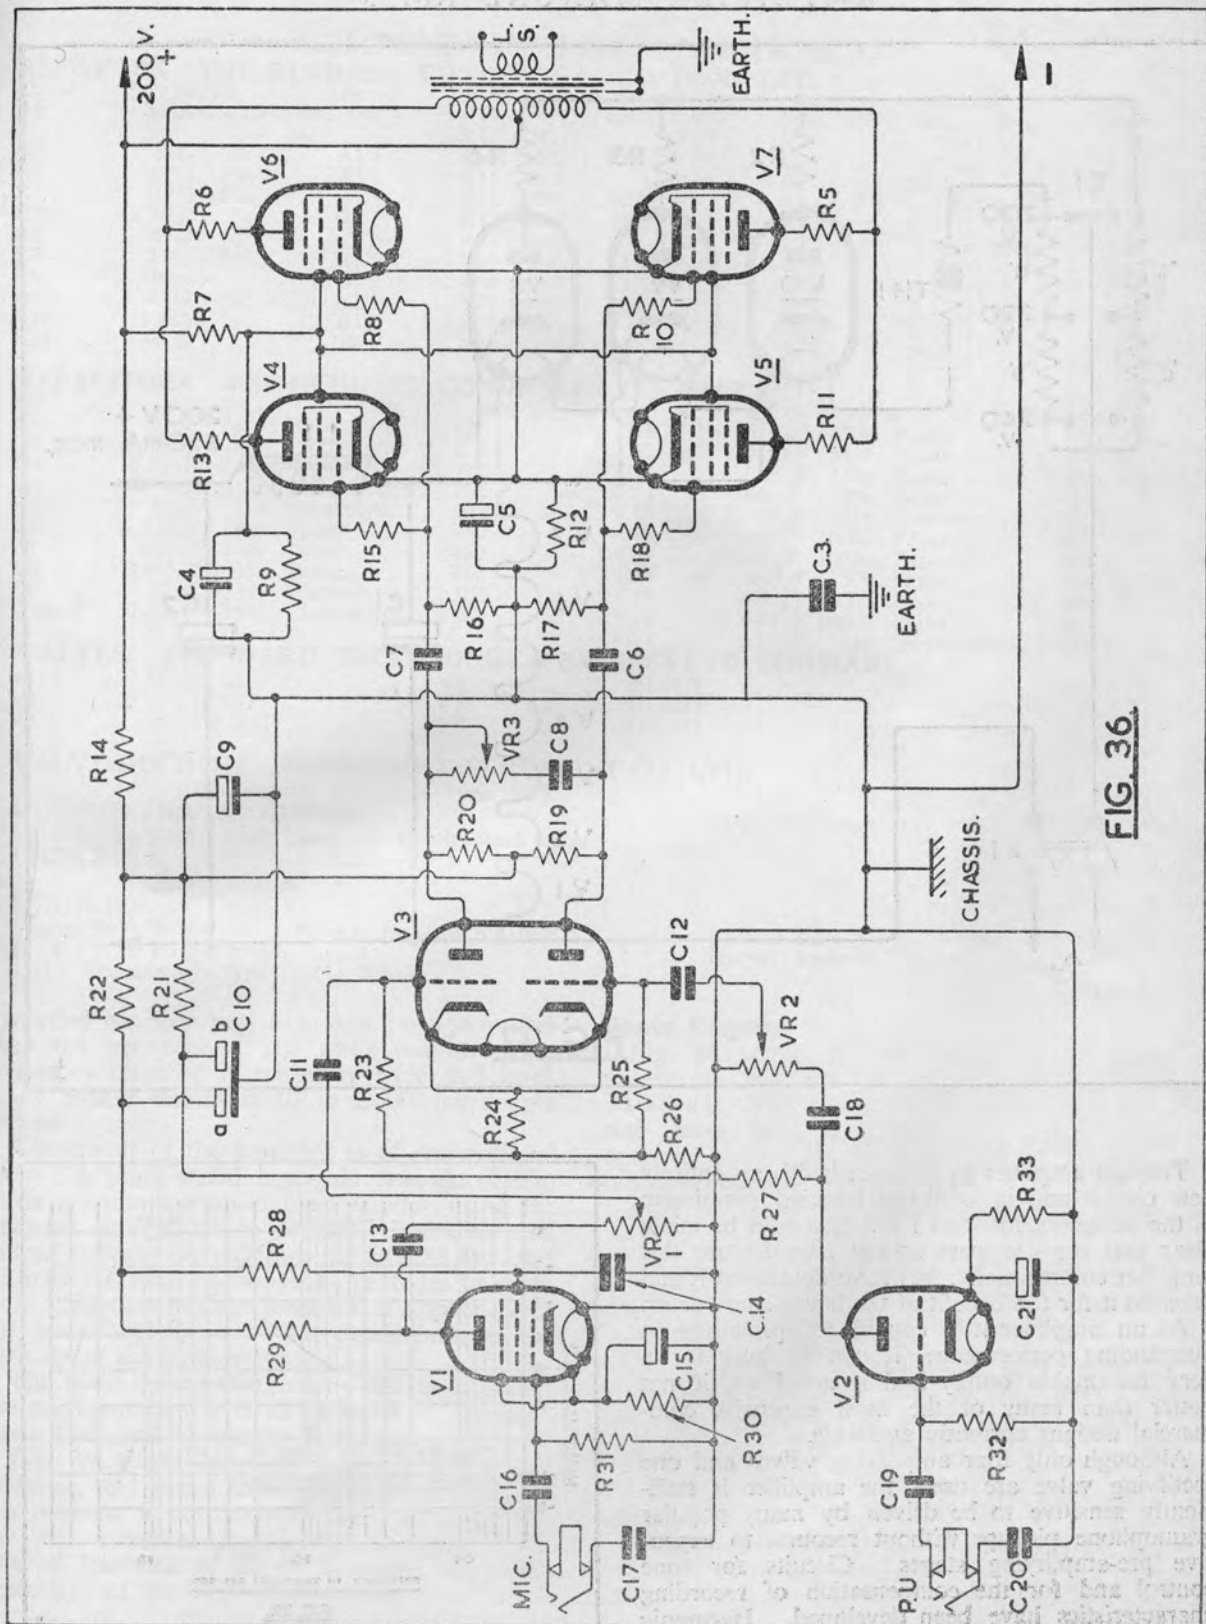 200 V.
+
R14
R22
R21
C9
a
b
C10
C4
R9
R7
R6
R13
V6
V4
L.
S.
R29
R28
C11
V3
C7
R15
R8
C13
R23
R20
VR3
R16
C5
V1
R24
R19
C8
R17
R12
C16
R31
R30
C15
C14
VR
1
R25
R26
C12
C6
R18
R
10
V5
V7
R11
R5
EARTH.
MIC.
C17
R27
C18
VR 2
C.3.
EARTH.
V2
C19
R32
C21
R33
P.U.
C20
CHASSIS.
—
FIG. 36.